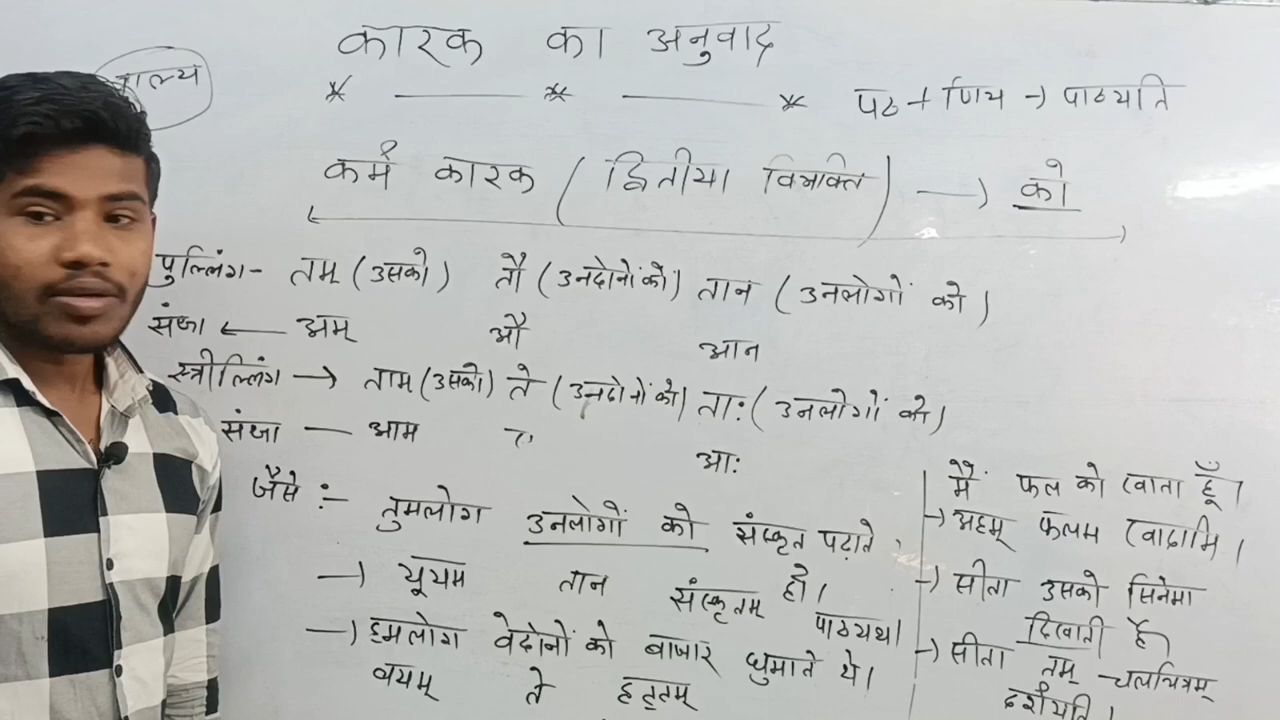 कारक का अनुवाद
पठ + णिच → पाठयति
कर्म कारक (द्वितीया विभक्ति) → को
पुल्लिंग - तम् (उसको) तौ (उनदोनों को) तान (उनलोगों को)
संज्ञा ← अम् औ आन
स्त्रील्लिंग → ताम (उसको) ते (उनदोनों को) ताः (उनलोगों को)
संज्ञा — आम आः
जैसे :- तुमलोग उनलोगों को संस्कृत पढ़ाते हो।
→ यूयम तान संस्कृतम् पाठयथ।
→ हमलोग वेदोनों को बाजार घुमाते थे।
वयम् ते हट्टम्
मैं फल को खाता हूँ।
→ अहम् फलम खादामि।
→ सीता उसको सिनेमा दिखाती है
→ सीता तम् चलचित्रम् दर्शयति।